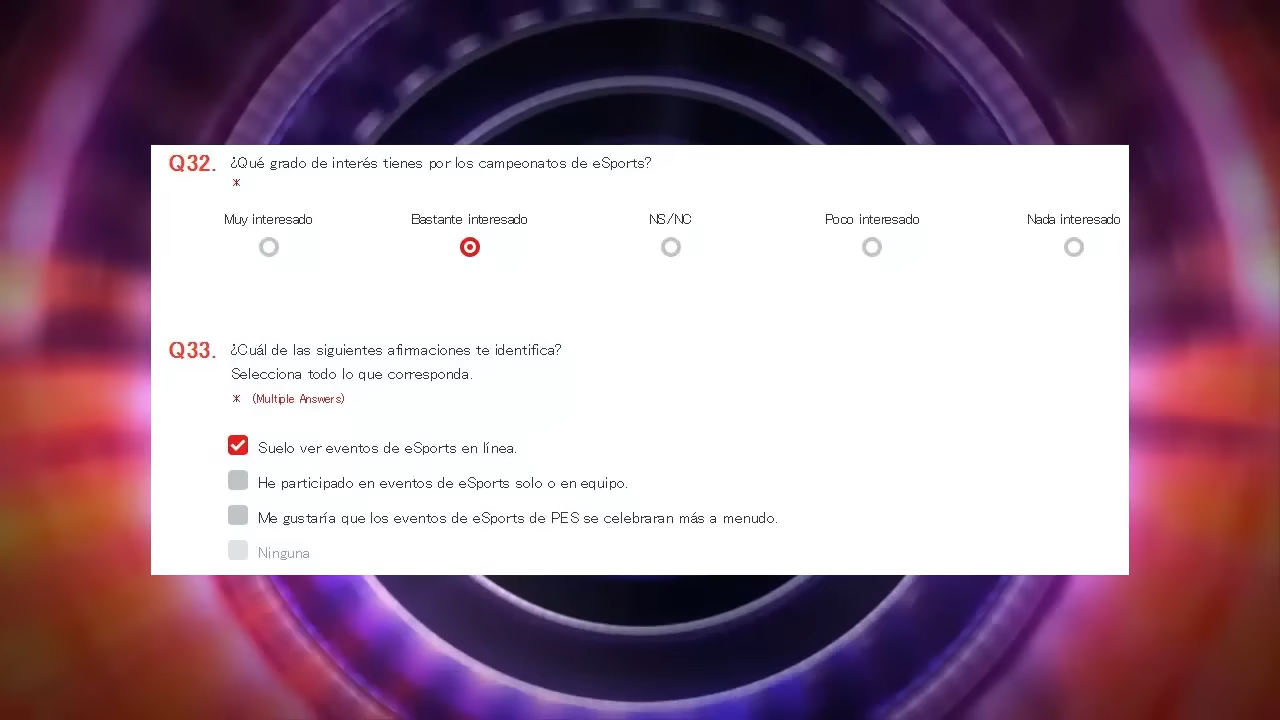 Q32. ¿Qué grado de interés tienes por los campeonatos de eSports?
*
Muy interesado Bastante interesado NS/NC Poco interesado Nada interesado
Q33. ¿Cuál de las siguientes afirmaciones te identifica?
Selecciona todo lo que corresponda.
* (Multiple Answers)
Suelo ver eventos de eSports en línea.
He participado en eventos de eSports solo o en equipo.
Me gustaría que los eventos de eSports de PES se celebraran más a menudo.
Ninguna